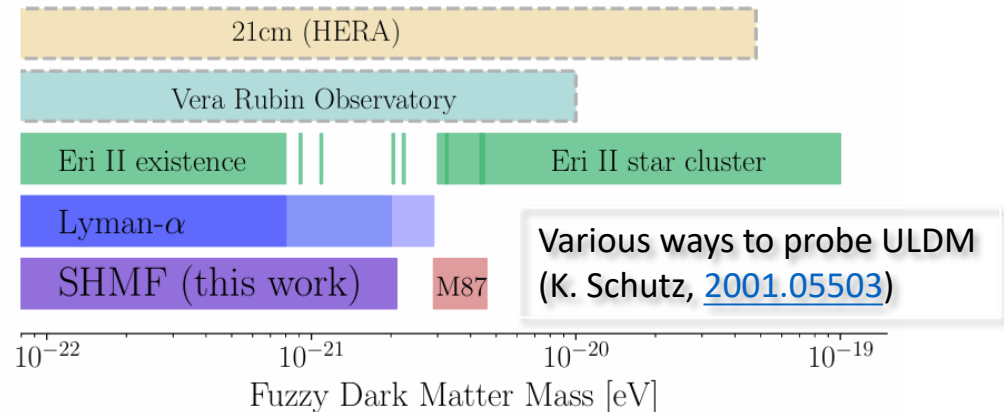 21cm (HERA)
Vera Rubin Observatory
Eri II existence
Eri II star cluster
Lyman-α
SHMF (this work)
M87
Various ways to probe ULDM
(K. Schutz, 2001.05503)
10⁻²² 10⁻²¹ 10⁻²⁰ 10⁻¹⁹
Fuzzy Dark Matter Mass [eV]